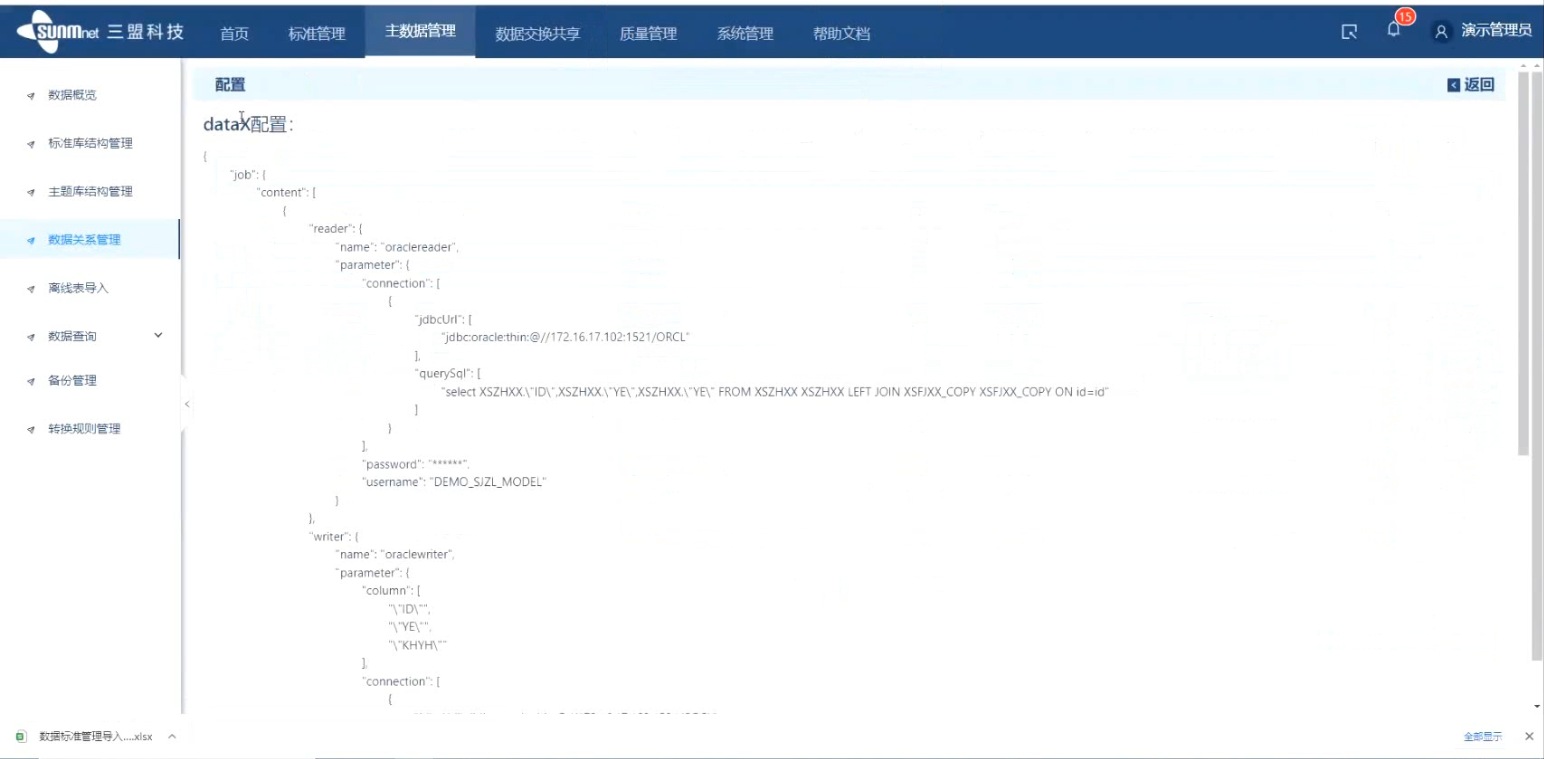 sunmnet 三盟科技 首页 标准管理 主数据管理 数据交换共享 质量管理 系统管理 帮助文档 15 演示管理员
配置 返回
数据概览
标准库结构管理
主题库结构管理
数据关系管理
离线表导入
数据查询
备份管理
转换规则管理
dataX配置：
{
"job": {
"content": [
{
"reader": {
"name": "oraclereader",
"parameter": {
"connection": [
{
"jdbcUrl": [
"jdbc:oracle:thin:@//172.16.17.102:1521/ORCL"
],
"querySql": [
"select XSZHXX.\"ID\",XSZHXX.\"YE\",XSZHXX.\"YE\" FROM XSZHXX XSZHXX LEFT JOIN XSFJXX_COPY XSFJXX_COPY ON id=id"
]
}
],
"password": "******",
"username": "DEMO_SJZL_MODEL"
}
},
"writer": {
"name": "oraclewriter",
"parameter": {
"column": [
"\"ID\"",
"\"YE\"",
"\"KHYH\""
],
"connection": [
{
数据标准管理导入....xlsx 全部显示